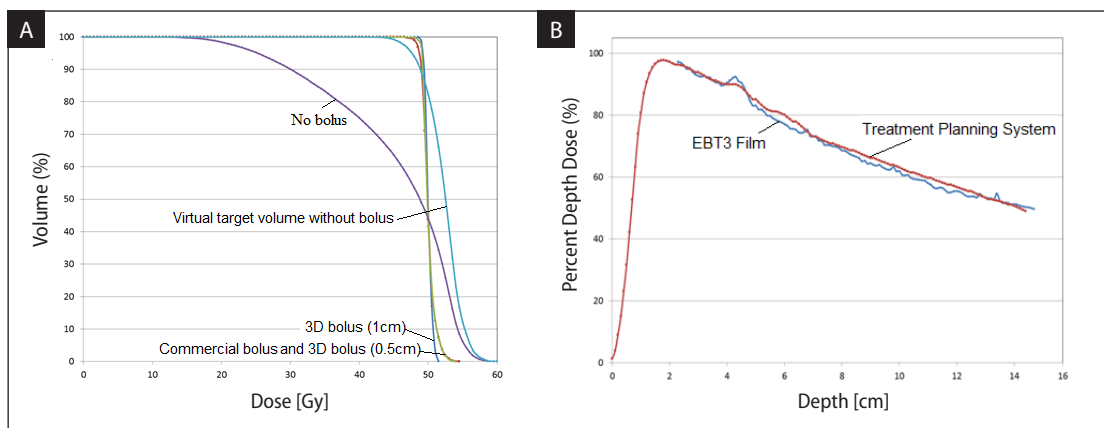 A
Volume (%)
100
90
80
70
60
50
40
30
20
10
0
No bolus
Virtual target volume without bolus
3D bolus (1cm)
Commercial bolus and 3D bolus (0.5cm)
0 10 20 30 40 50 60
Dose [Gy]
B
Percent Depth Dose (%)
100
80
60
40
80
0
EBT3 Film
Treatment Planning System
0 2 4 6 8 10 12 14 16
Depth [cm]